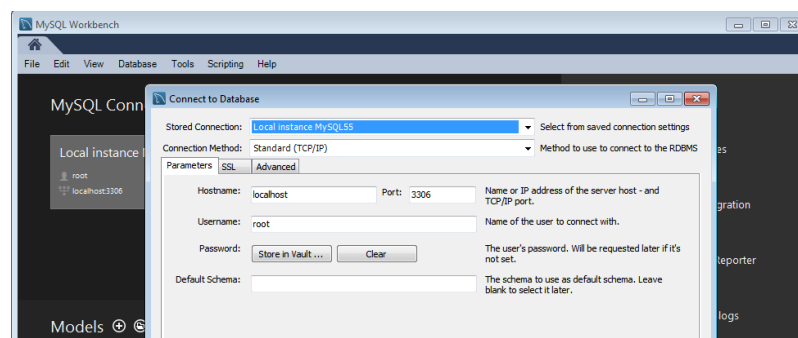 MySQL Workbench
File Edit View Database Tools Scripting Help
MySQL Conn
Local instance
root
localhost:3306
Models
Connect to Database
Stored Connection: Local instance MySQL55 Select from saved connection settings
Connection Method: Standard (TCP/IP) Method to use to connect to the RDBMS
Parameters SSL Advanced
Hostname: localhost Port: 3306 Name or IP address of the server host - and
TCP/IP port.
Username: root Name of the user to connect with.
Password: Store in Vault ... Clear The user's password. Will be requested later if it's
not set.
Default Schema: The schema to use as default schema. Leave
blank to select it later.
es
gration
Reporter
logs